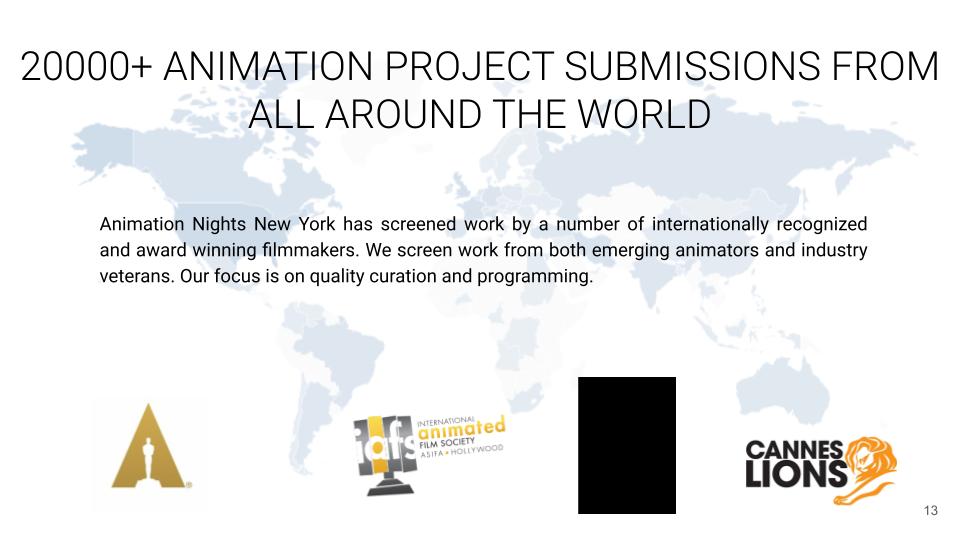 20000+ ANIMATION PROJECT SUBMISSIONS FROM
ALL AROUND THE WORLD
Animation Nights New York has screened work by a number of internationally recognized
and award winning filmmakers. We screen work from both emerging animators and industry
veterans. Our focus is on quality curation and programming.
iafs
INTERNATIONAL
animated
FILM SOCIETY
ASIFA HOLLYWOOD
CANNES
LIONS
13